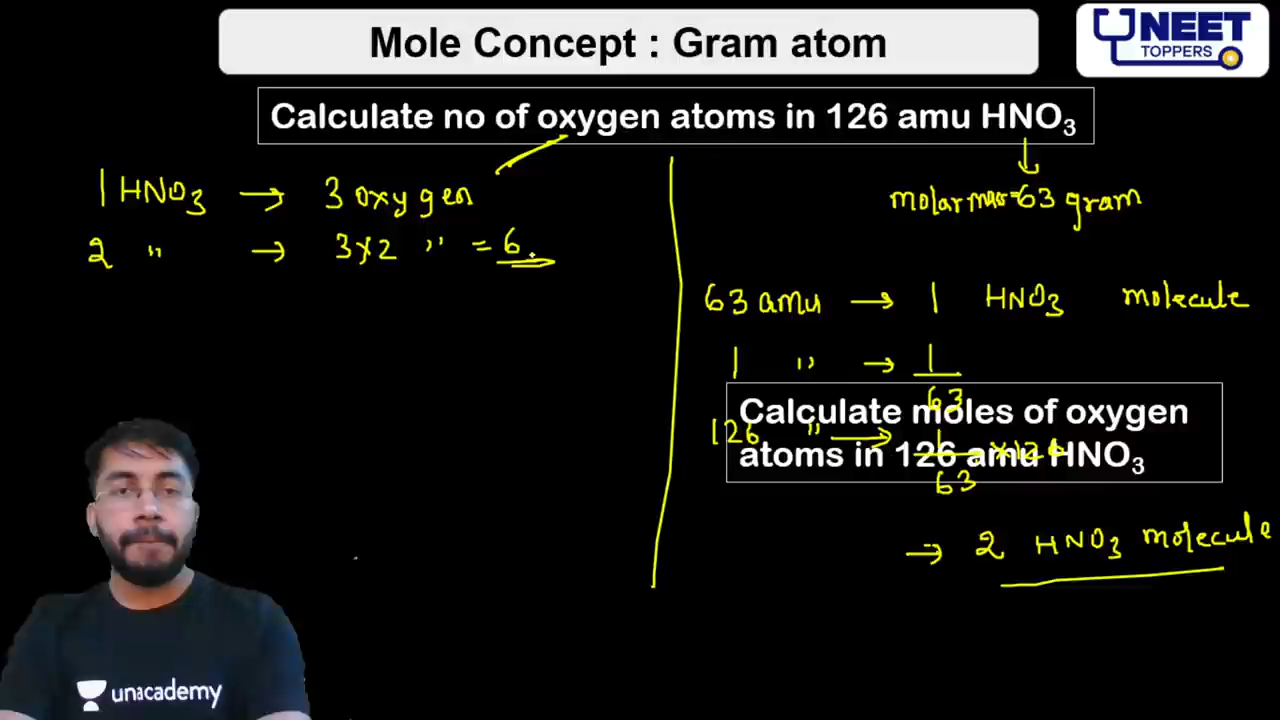 Mole Concept : Gram atom
NEET
TOPPERS
Calculate no of oxygen atoms in 126 amu HNO₃
1 HNO₃ → 3 oxygen
2 " → 3×2 " = 6
molar mass=63 gram
63 amu → 1 HNO₃ molecule
1 " → 1/63
Calculate moles of oxygen
atoms in 126 amu HNO₃
126 " → 1/63 ×126
→ 2 HNO₃ molecule
unacademy